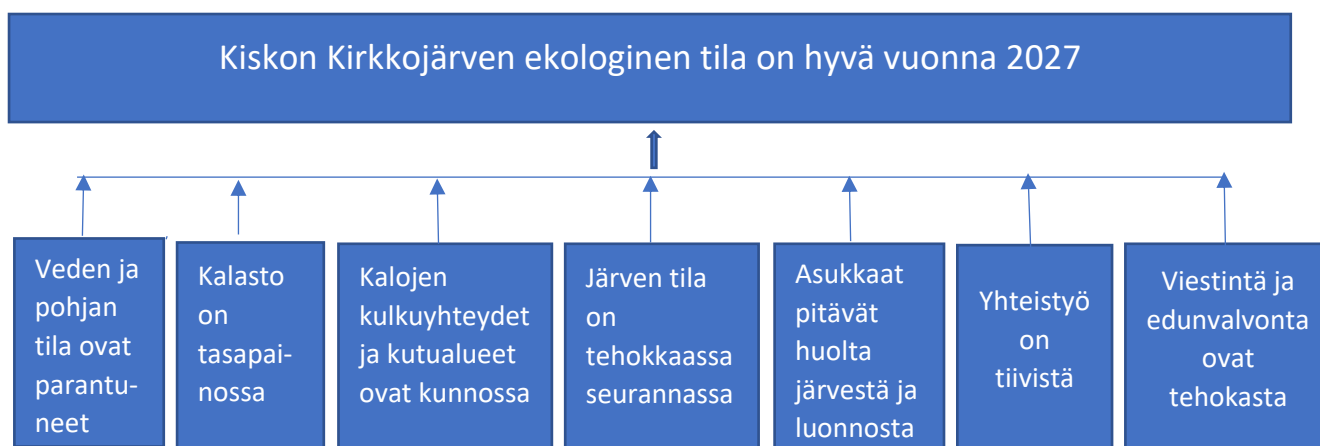 Kiskon Kirkkojärven ekologinen tila on hyvä vuonna 2027
Veden ja
pohjan
tila ovat
parantu-
neet
Kalasto
on
tasapai-
nossa
Kalojen
kulkuyhteydet
ja kutualueet
ovat kunnossa
Järven tila
on
tehokkaassa
seurannassa
Asukkaat
pitävät
huolta
järvestä ja
luonnosta
Yhteistyö
on
tiivistä
Viestintä ja
edunvalvonta
ovat
tehokasta